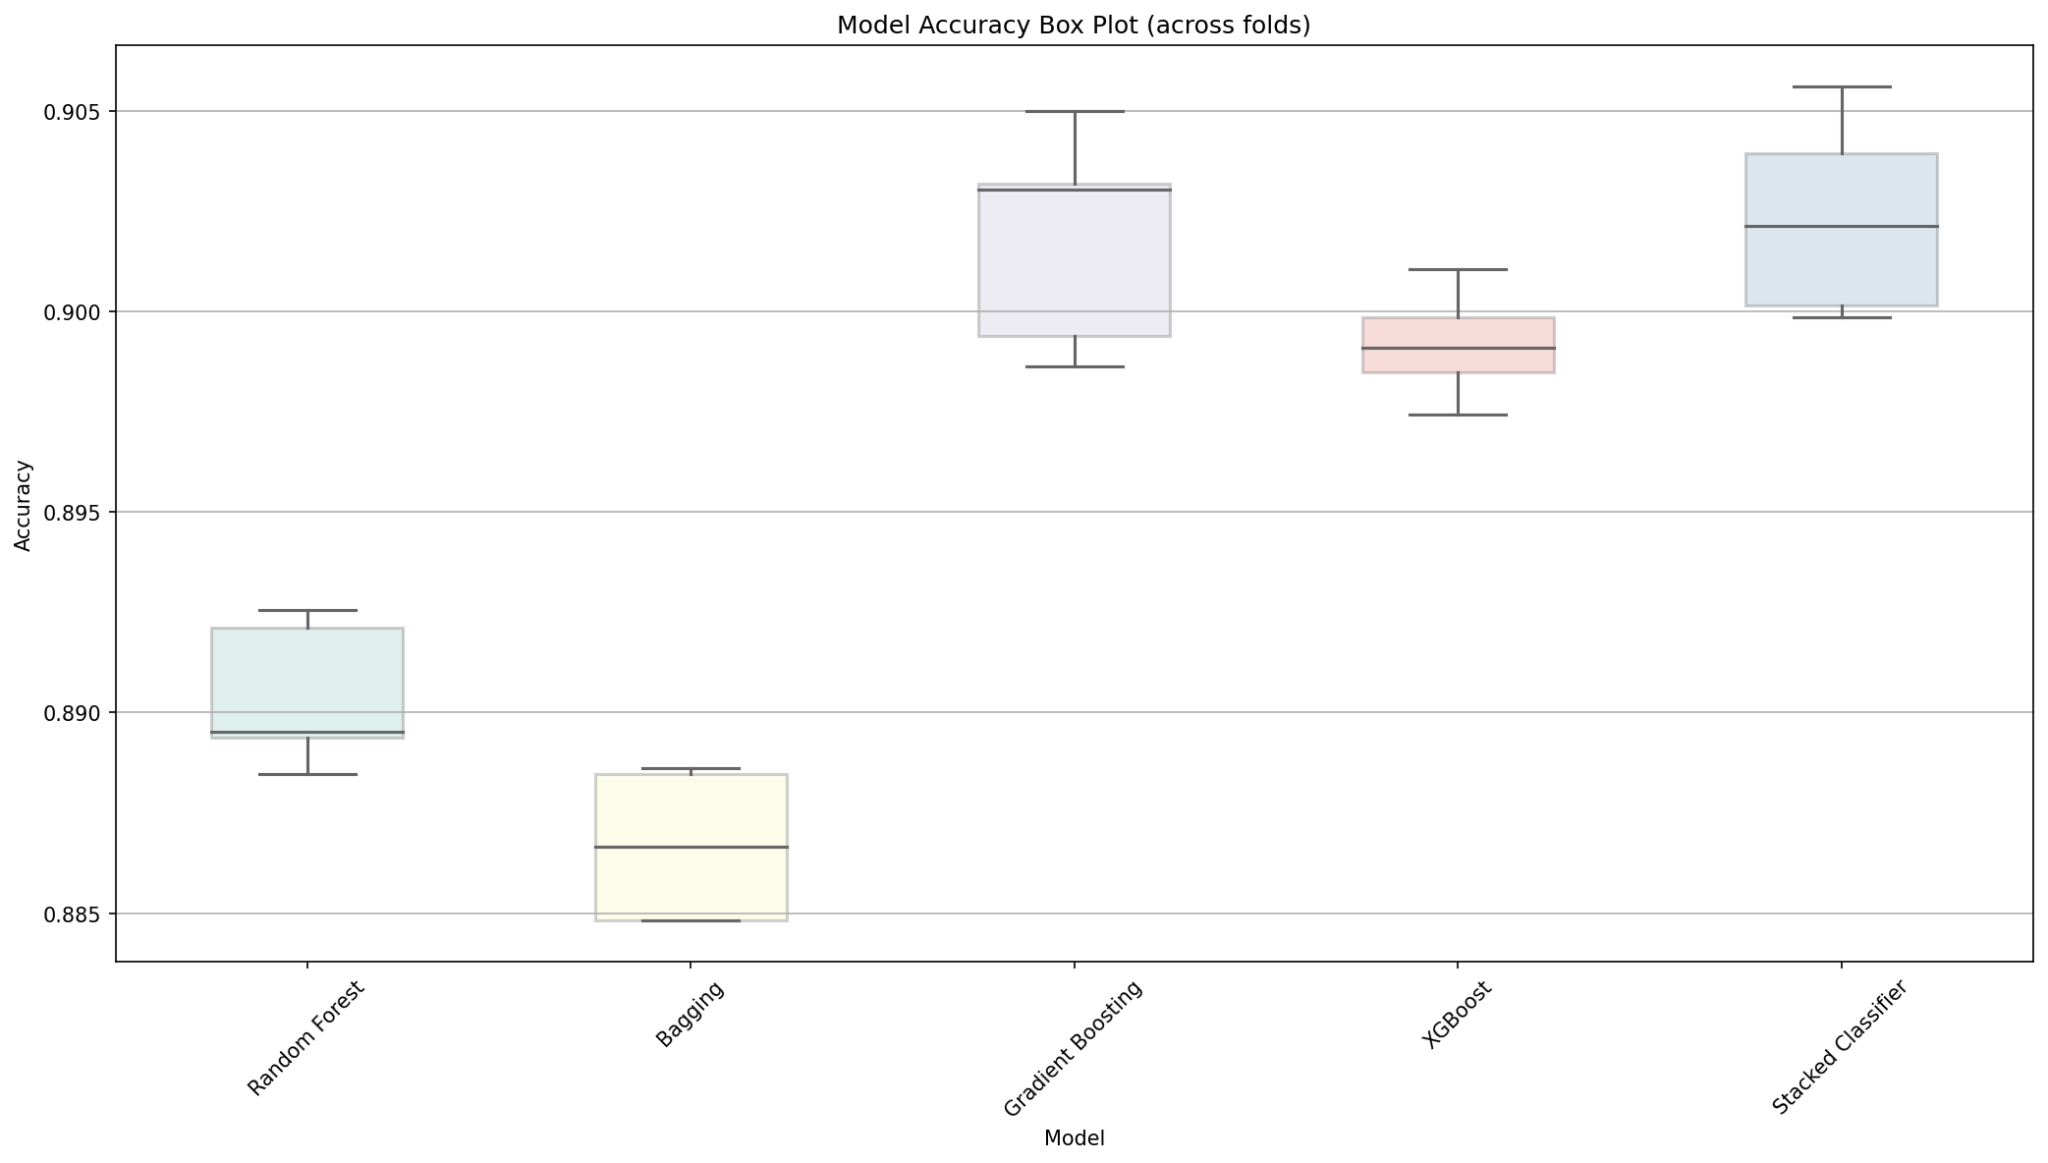 Model Accuracy Box Plot (across folds)
Accuracy
0.905
0.900
0.895
0.890
0.885
Random Forest
Bagging
Gradient Boosting
XGBoost
Stacked Classifier
Model